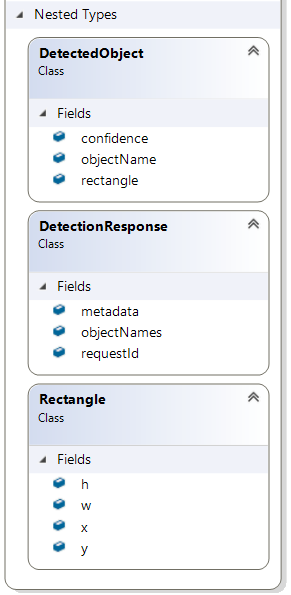 Nested Types
DetectedObject
Class
Fields
confidence
objectName
rectangle
DetectionResponse
Class
Fields
metadata
objectNames
requestId
Rectangle
Class
Fields
h
w
x
y